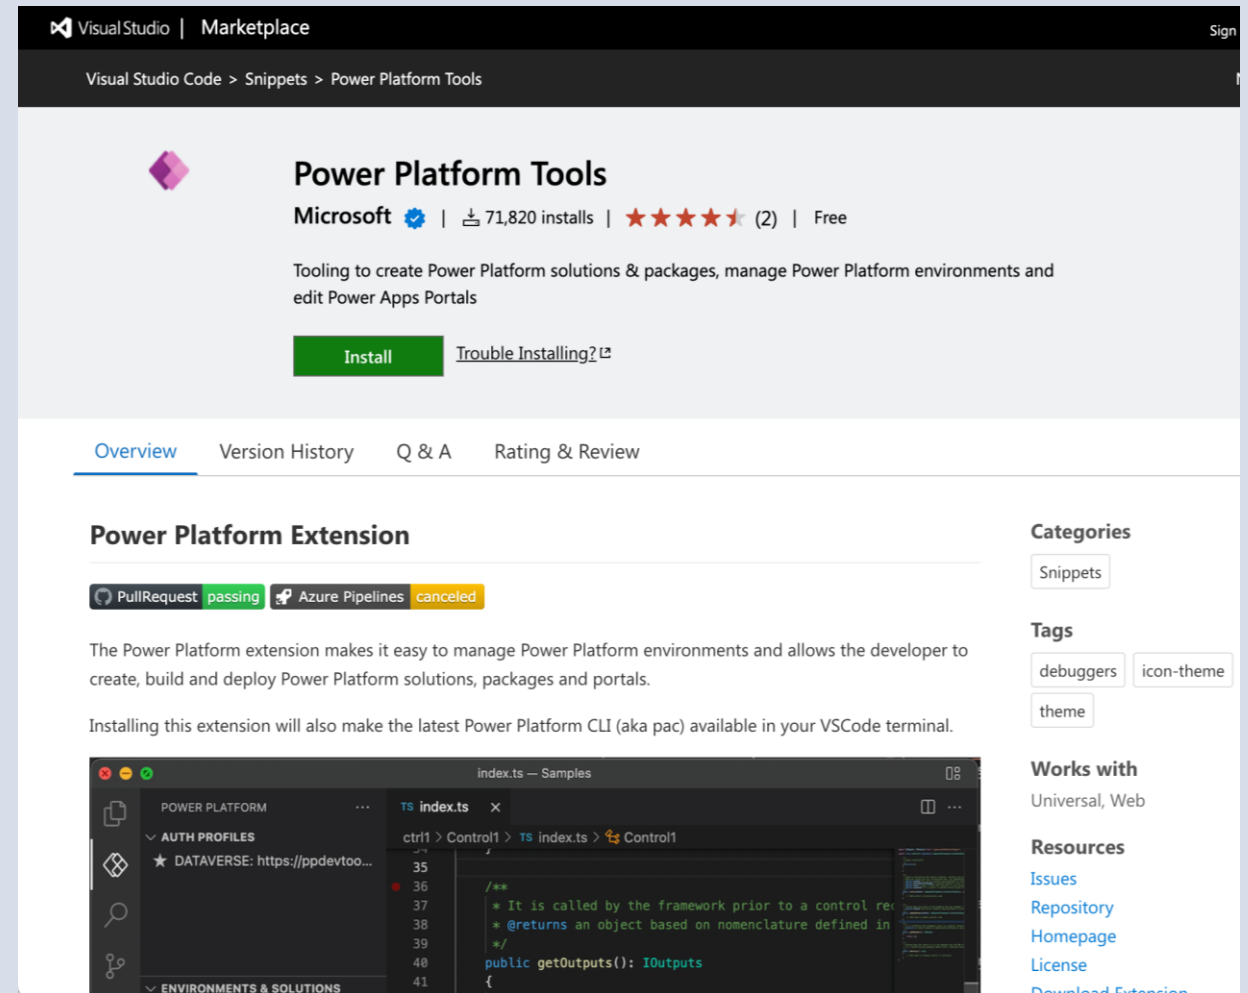 Visual Studio | Marketplace
Sign
Visual Studio Code > Snippets > Power Platform Tools
Power Platform Tools
Microsoft | 71,820 installs | (2) | Free
Tooling to create Power Platform solutions & packages, manage Power Platform environments and
edit Power Apps Portals
Install Trouble Installing?
Overview Version History Q & A Rating & Review
Power Platform Extension
PullRequest passing Azure Pipelines canceled
The Power Platform extension makes it easy to manage Power Platform environments and allows the developer to
create, build and deploy Power Platform solutions, packages and portals.
Installing this extension will also make the latest Power Platform CLI (aka pac) available in your VSCode terminal.
index.ts — Samples
POWER PLATFORM ...
AUTH PROFILES
DATAVERSE: https://ppdevtoo...
ENVIRONMENTS & SOLUTIONS
TS index.ts × ...
ctrl1 > Control1 > TS index.ts > Control1
35
36 /**
37 * It is called by the framework prior to a control
38 * @returns an object based on nomenclature defined in
39 */
40 public getOutputs(): IOutputs
41 {
Categories
Snippets
Tags
debuggers icon-theme
theme
Works with
Universal, Web
Resources
Issues
Repository
Homepage
License
Download Extension